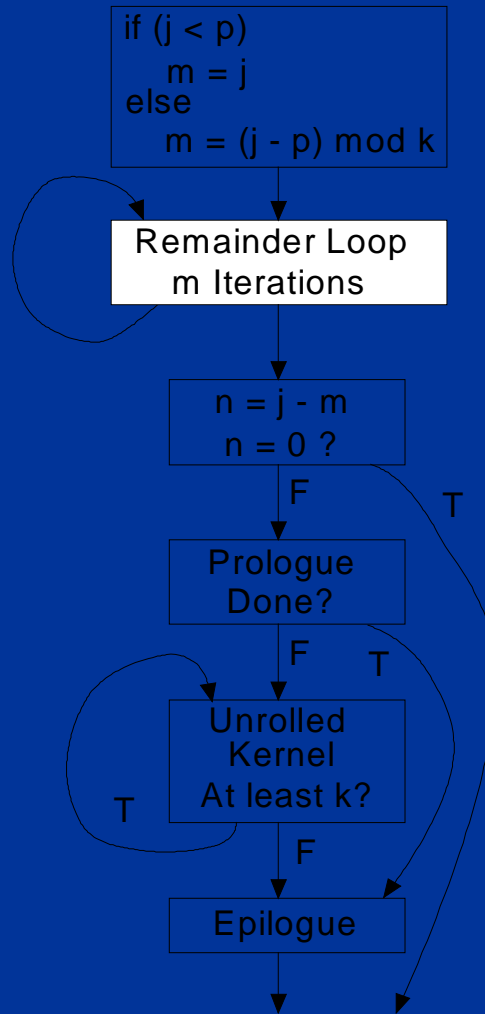 if (j < p)
m = j
else
m = (j - p) mod k
Remainder Loop
m Iterations
n = j - m
n = 0 ?
F
T
Prologue
Done?
F
T
Unrolled
Kernel
At least k?
T
F
Epilogue